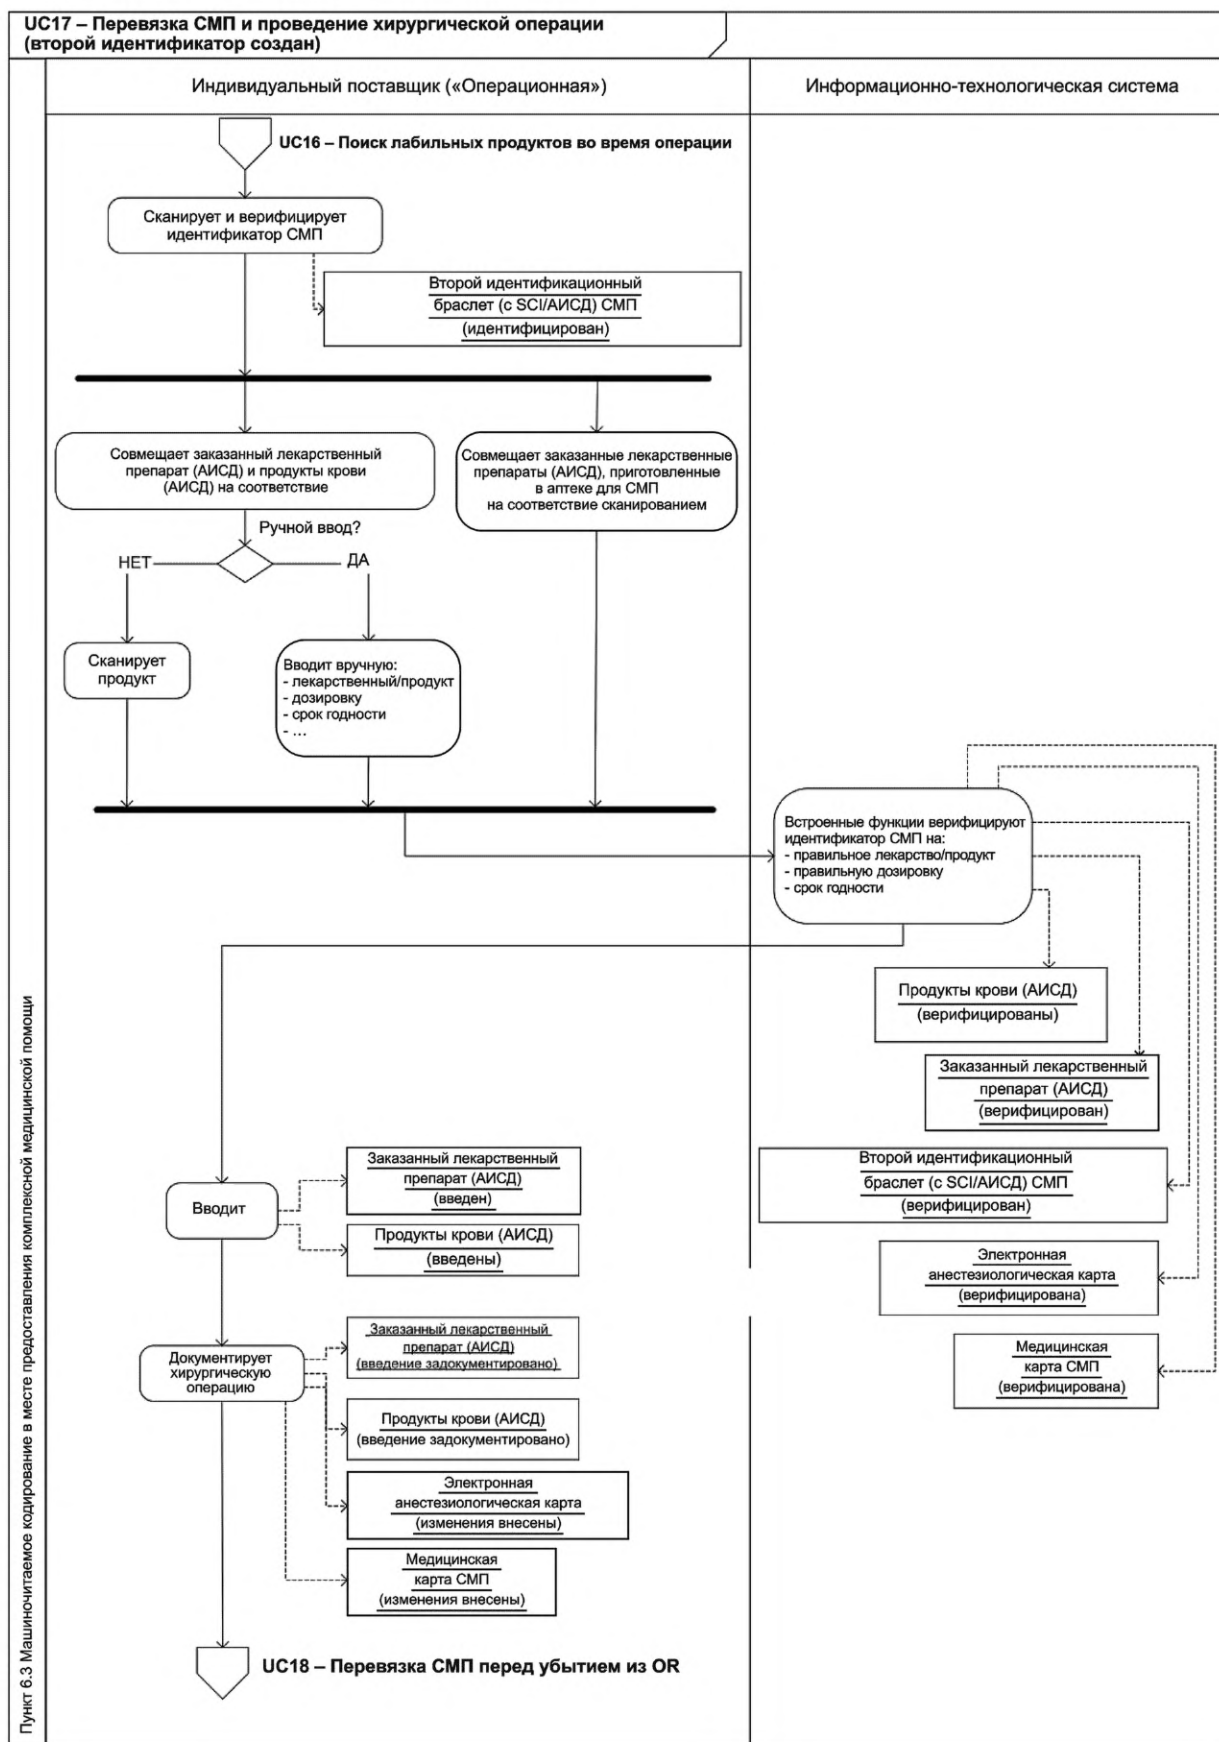 UC17 – Перевязка СМП и проведение хирургической операции
(второй идентификатор создан)
Индивидуальный поставщик («Операционная»)
Информационно-технологическая система
UC16 – Поиск лабильных продуктов во время операции
Сканирует и верифицирует
идентификатор СМП
Второй идентификационный
браслет (с SCI/АИСД) СМП
(идентифицирован)
Совмещает заказанный лекарственный
препарат (АИСД) и продукты крови
(АИСД) на соответствие
Совмещает заказанные лекарственные
препараты (АИСД), приготовленные
в аптеке для СМП
на соответствие сканированием
Ручной ввод?
НЕТ
ДА
Сканирует
продукт
Вводит вручную:
- лекарственный/продукт
- дозировку
- срок годности
- ...
Встроенные функции верифицируют
идентификатор СМП на:
- правильное лекарство/продукт
- правильную дозировку
- срок годности
Продукты крови (АИСД)
(верифицированы)
Заказанный лекарственный
препарат (АИСД)
(верифицирован)
Второй идентификационный
браслет (с SCI/АИСД) СМП
(верифицирован)
Электронная
анестезиологическая карта
(верифицирована)
Медицинская
карта СМП
(верифицирована)
Вводит
Заказанный лекарственный
препарат (АИСД)
(введен)
Продукты крови (АИСД)
(введены)
Документирует
хирургическую
операцию
Заказанный лекарственный
препарат (АИСД)
(введение задокументировано)
Продукты крови (АИСД)
(введение задокументировано)
Электронная
анестезиологическая карта
(изменения внесены)
Медицинская
карта СМП
(изменения внесены)
UC18 – Перевязка СМП перед убытием из OR
Пункт 6.3 Машиночитаемое кодирование в месте предоставления комплексной медицинской помощи